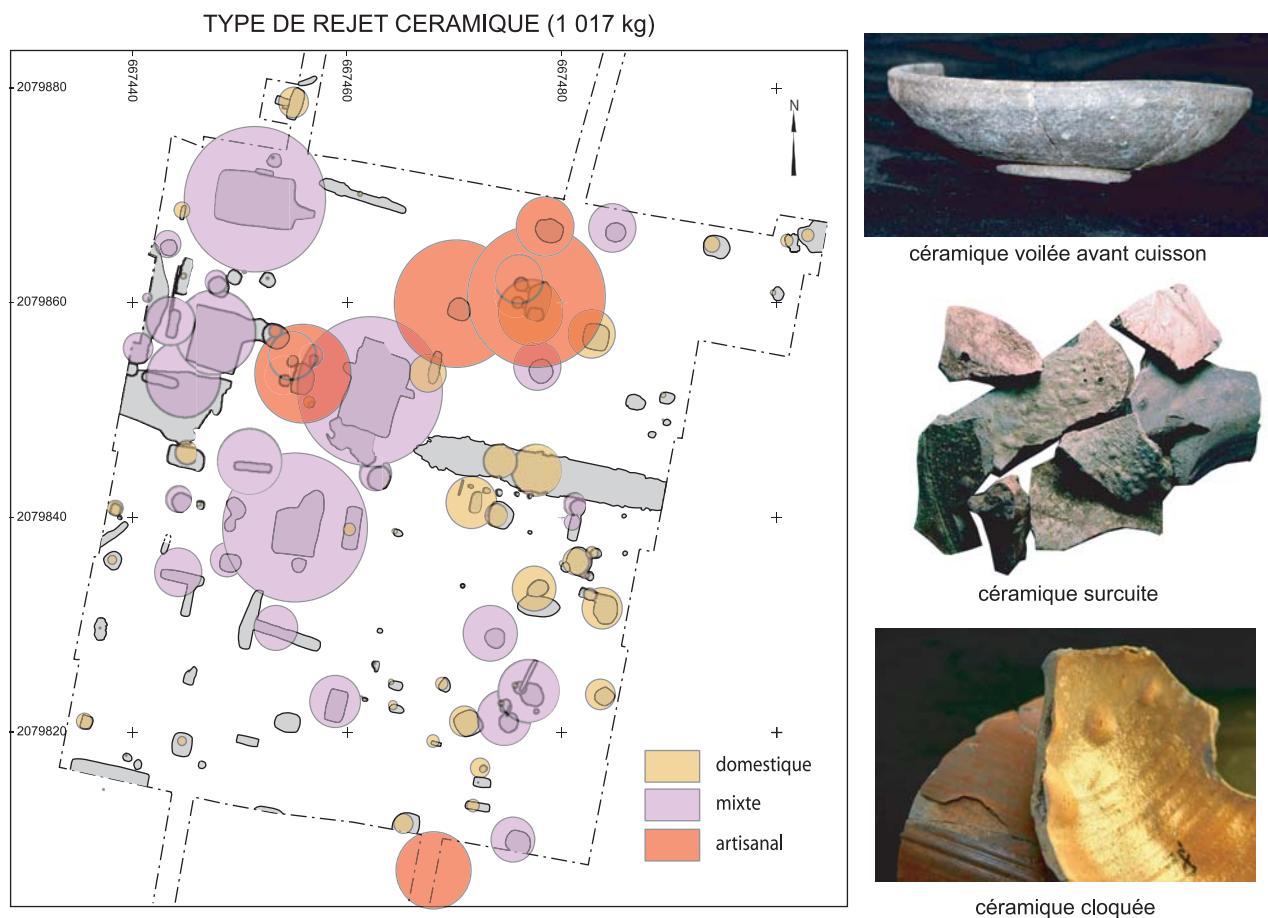 TYPE DE REJET CERAMIQUE (1 017 kg)
667440
667460
667480
2079880
N
2079860
2079840
2079820
domestique
mixte
artisanal
céramique voilée avant cuisson
céramique surcuite
céramique cloquée